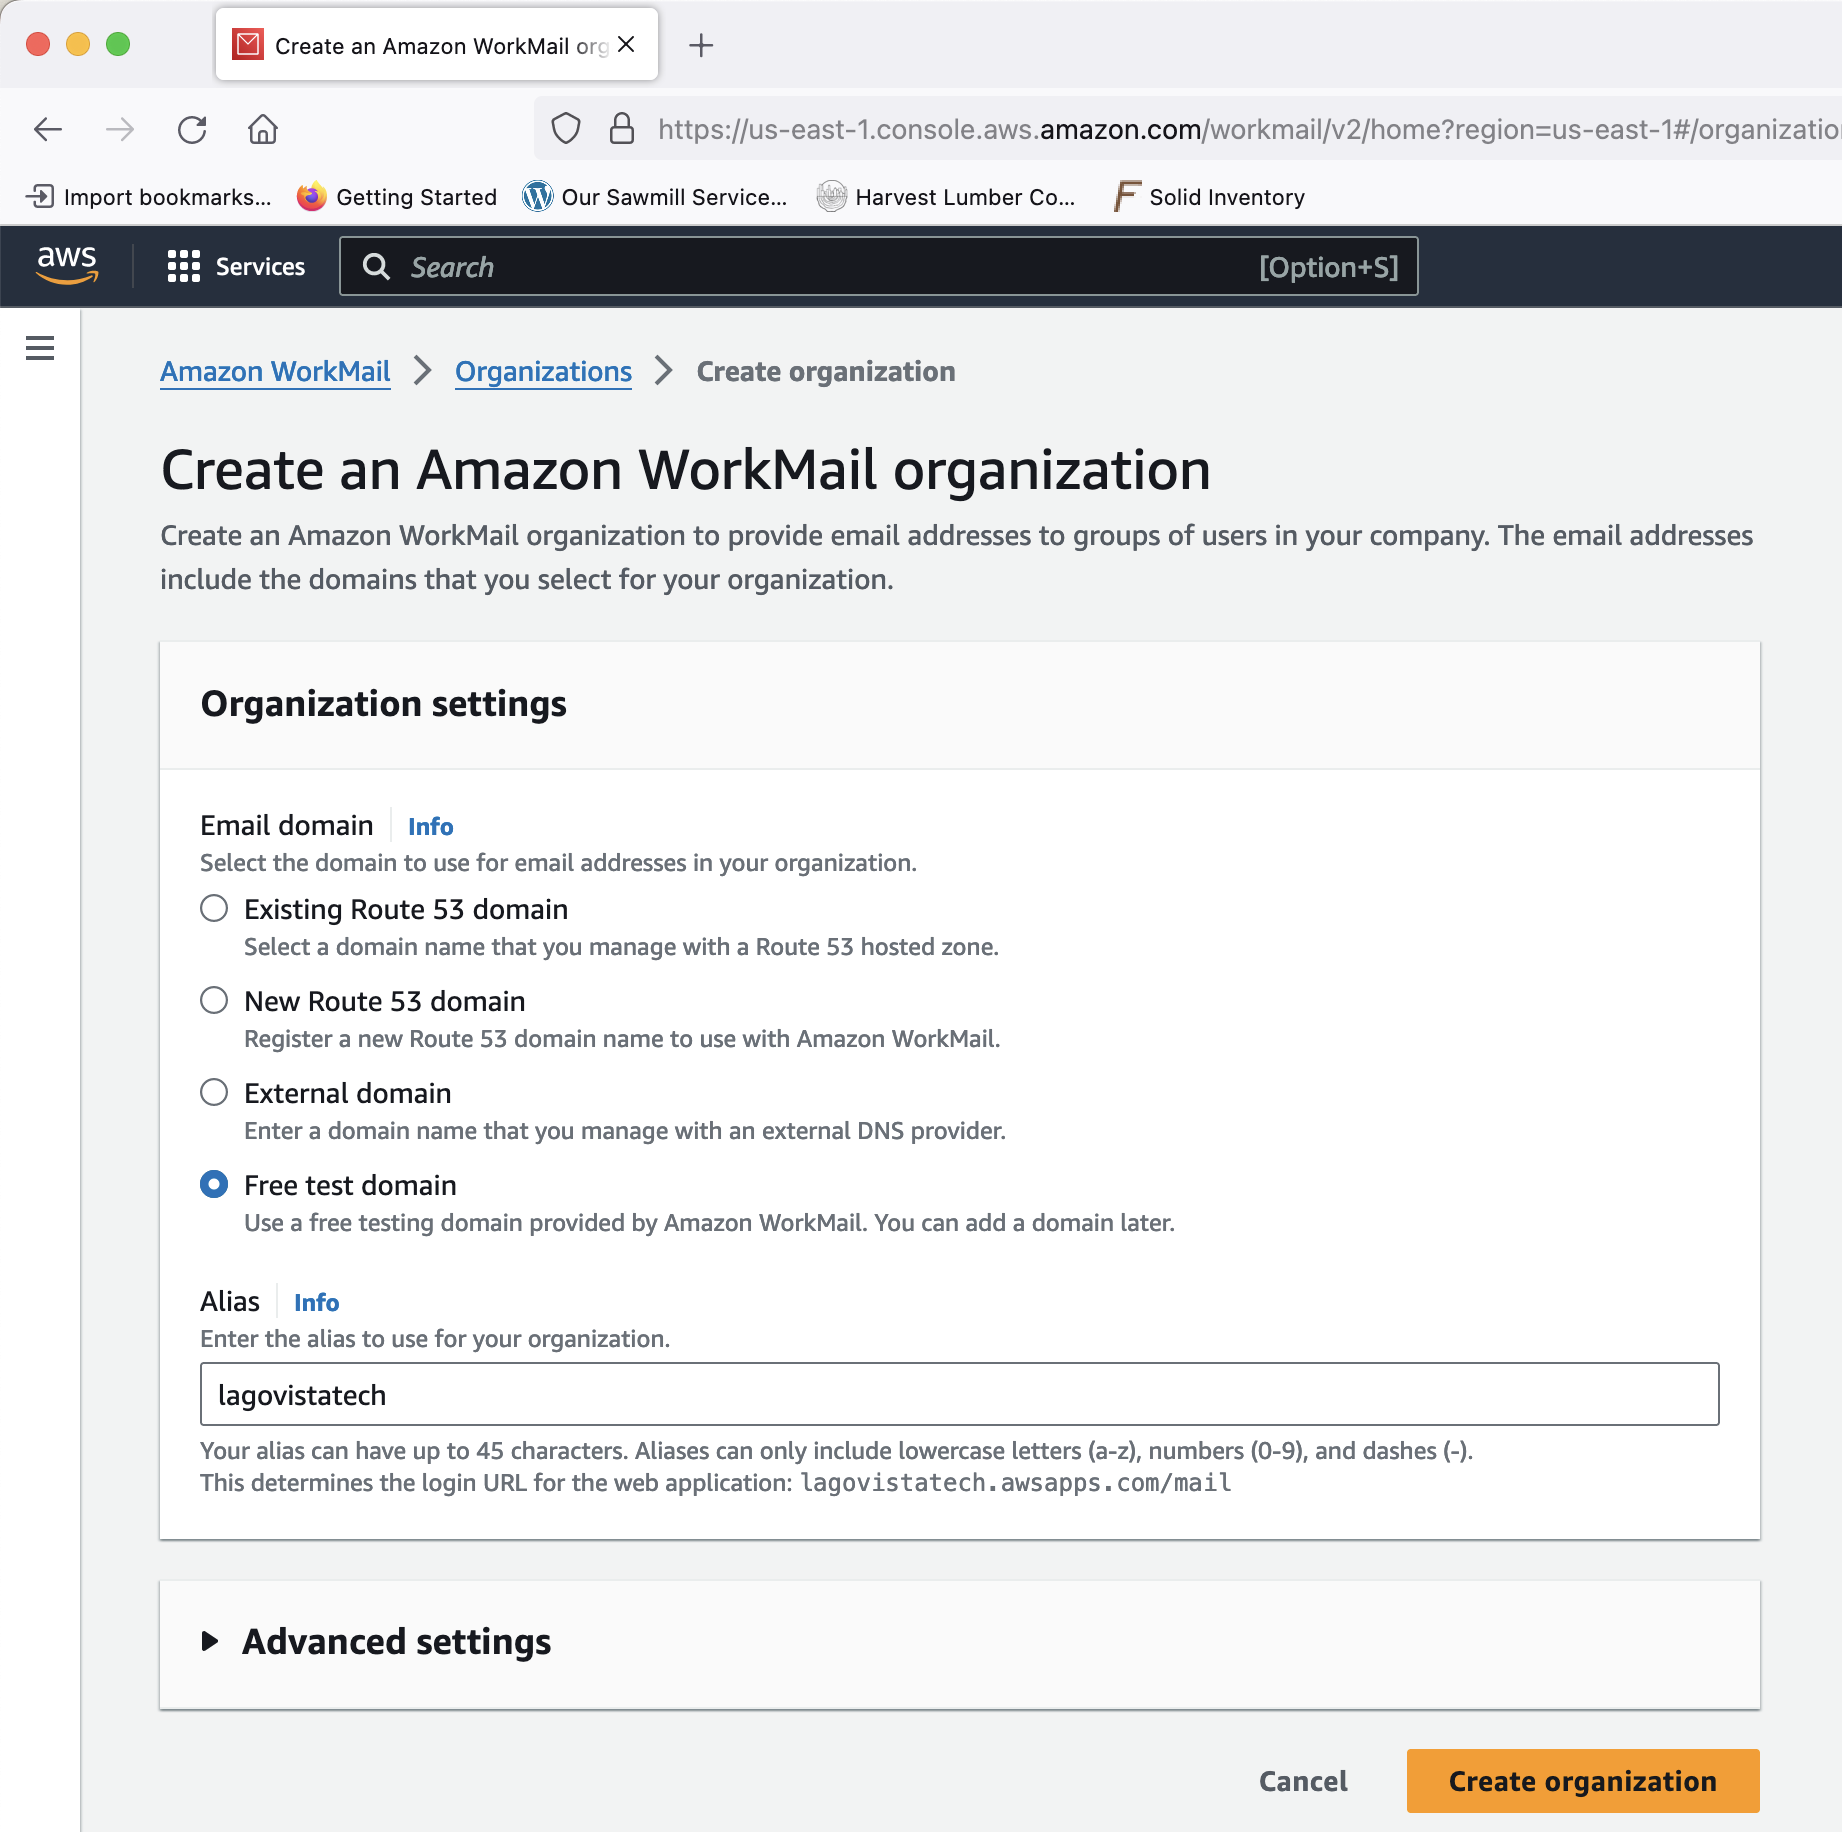 Create an Amazon WorkMail org
https://us-east-1.console.aws.amazon.com/workmail/v2/home?region=us-east-1#/organizatio
Import bookmarks... Getting Started Our Sawmill Service... Harvest Lumber Co... Solid Inventory
aws Services Search [Option+S]
Amazon WorkMail > Organizations > Create organization
Create an Amazon WorkMail organization
Create an Amazon WorkMail organization to provide email addresses to groups of users in your company. The email addresses
include the domains that you select for your organization.
Organization settings
Email domain Info
Select the domain to use for email addresses in your organization.
Existing Route 53 domain
Select a domain name that you manage with a Route 53 hosted zone.
New Route 53 domain
Register a new Route 53 domain name to use with Amazon WorkMail.
External domain
Enter a domain name that you manage with an external DNS provider.
Free test domain
Use a free testing domain provided by Amazon WorkMail. You can add a domain later.
Alias Info
Enter the alias to use for your organization.
lagovistatech
Your alias can have up to 45 characters. Aliases can only include lowercase letters (a-z), numbers (0-9), and dashes (-).
This determines the login URL for the web application: lagovistatech.awsapps.com/mail
Advanced settings
Cancel Create organization